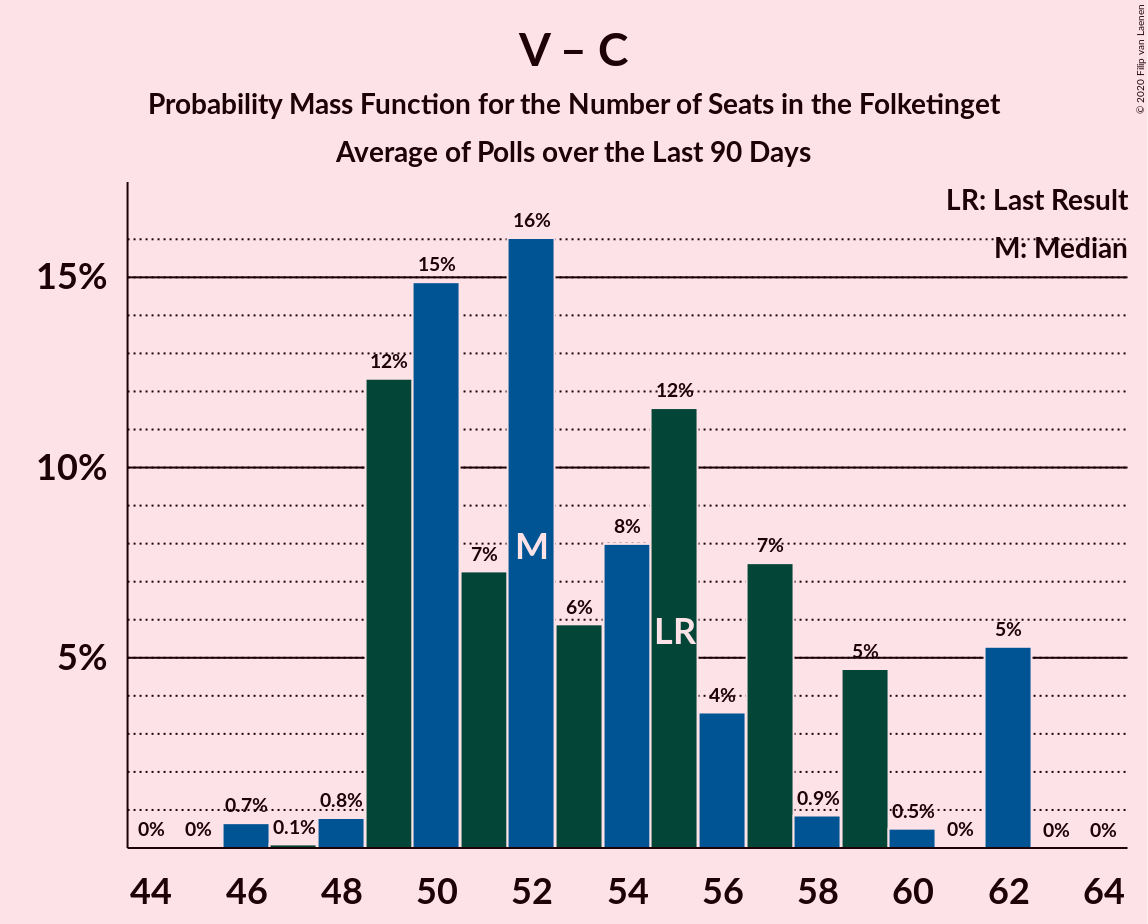 V – C
Probability Mass Function for the Number of Seats in the Folketinget
Average of Polls over the Last 90 Days
© 2020 Filip van Laenen
LR: Last Result
M: Median
16%
15%
15%
12%
12%
10%
8%
7%
7%
M
6%
LR
5%
5%
5%
4%
0%
0%
0.7%
0.1%
0.8%
0.9%
0.5%
0%
0%
0%
44 46 48 50 52 54 56 58 60 62 64